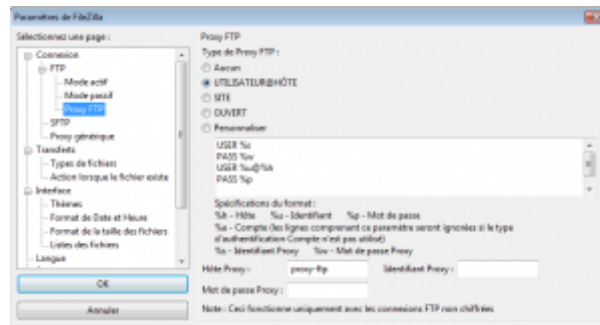 Paramètres de FileZilla
Sélectionnez une page :
Connexion
FTP
Mode actif
Mode passif
Proxy FTP
SFTP
Proxy générique
Transferts
Types de fichiers
Action lorsque le fichier existe
Interface
Thèmes
Format de Date et Heure
Format de la taille des fichiers
Listes des fichiers
Langue
OK
Annuler
Proxy FTP
Type de Proxy FTP :
Aucun
UTILISATEUR@HÔTE
SITE
OUVERT
Personnaliser
USER %s
PASS %w
USER %u@%h
PASS %p
Spécifications du format :
%h - Hôte %u - Identifiant %p - Mot de passe
%a - Compte (les lignes comprenant ce paramètre seront ignorées si le type
d'authentification Compte n'est pas utilisé)
%s - Identifiant Proxy %w - Mot de passe Proxy
Hôte Proxy : proxy-ftp Identifiant Proxy :
Mot de passe Proxy :
Note : Ceci fonctionne uniquement avec les connexions FTP non chiffrées